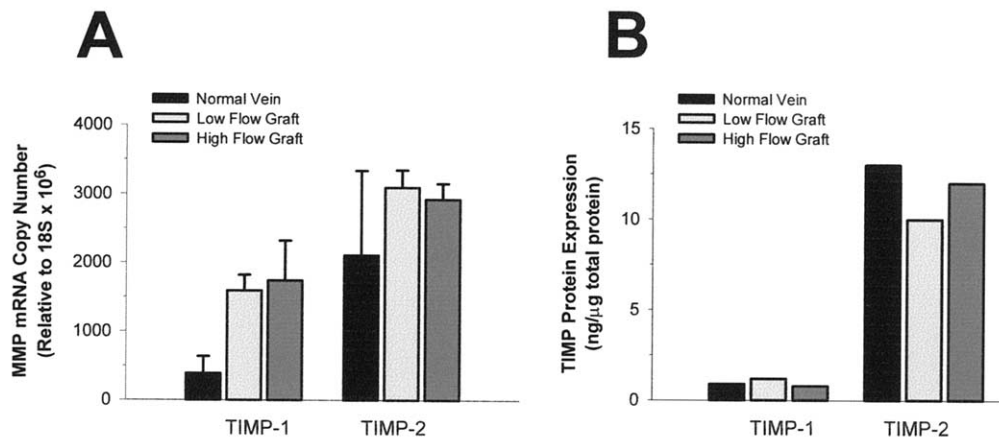 A
Normal Vein
Low Flow Graft
High Flow Graft
MMP mRNA Copy Number
(Relative to 18S x 10⁶)
4000
3000
2000
1000
0
TIMP-1
TIMP-2
B
Normal Vein
Low Flow Graft
High Flow Graft
TIMP Protein Expression
(ng/μg total protein)
15
10
5
0
TIMP-1
TIMP-2